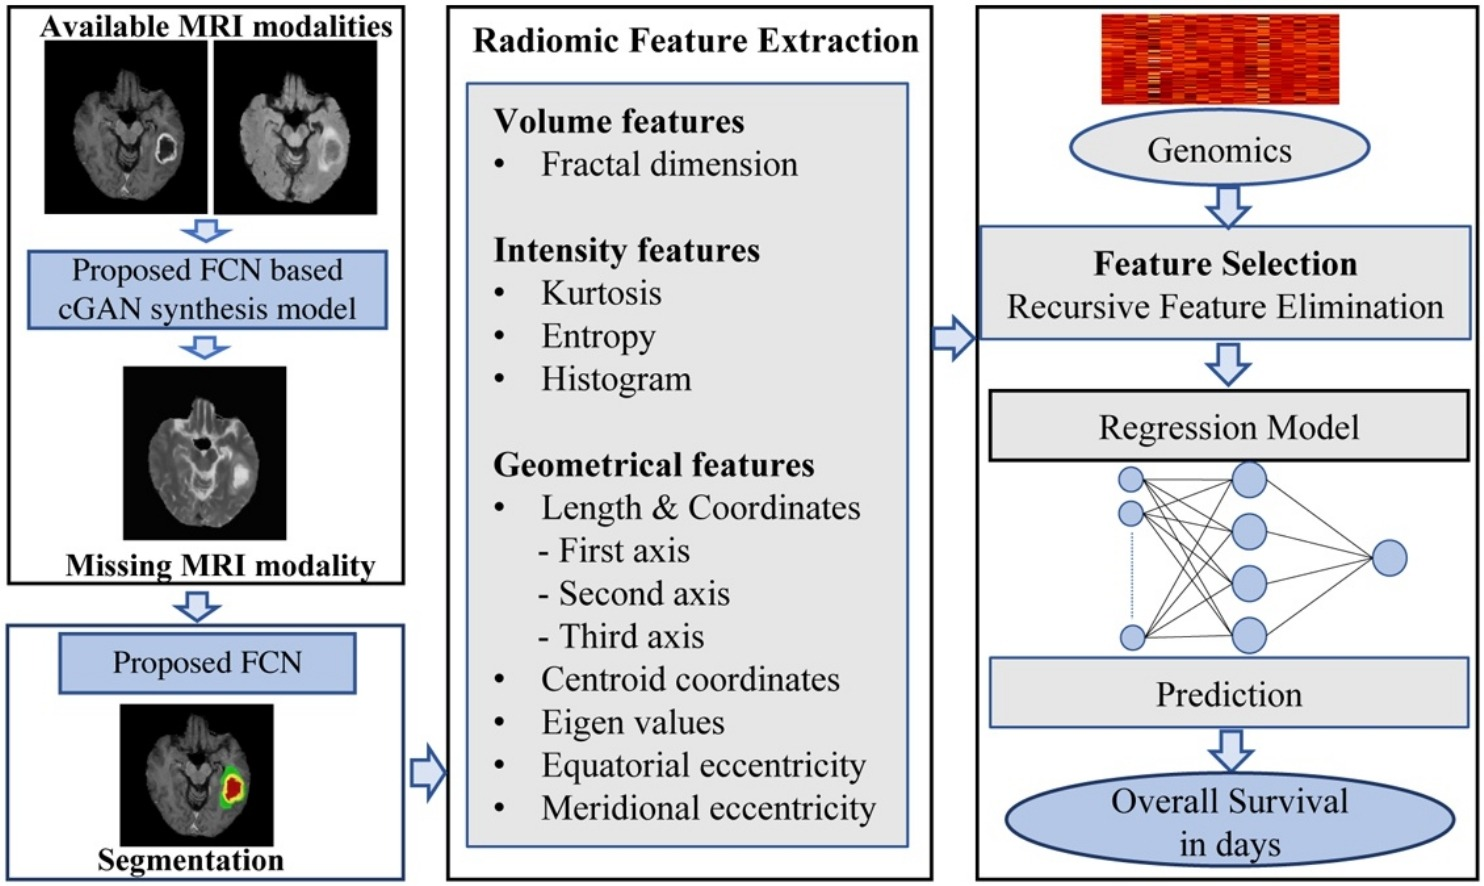 Available MRI modalities
Proposed FCN based
cGAN synthesis model
Missing MRI modality
Proposed FCN
Segmentation
Radiomic Feature Extraction
Volume features
• Fractal dimension
Intensity features
• Kurtosis
• Entropy
• Histogram
Geometrical features
• Length & Coordinates
- First axis
- Second axis
- Third axis
• Centroid coordinates
• Eigen values
• Equatorial eccentricity
• Meridional eccentricity
Genomics
Feature Selection
Recursive Feature Elimination
Regression Model
Prediction
Overall Survival
in days